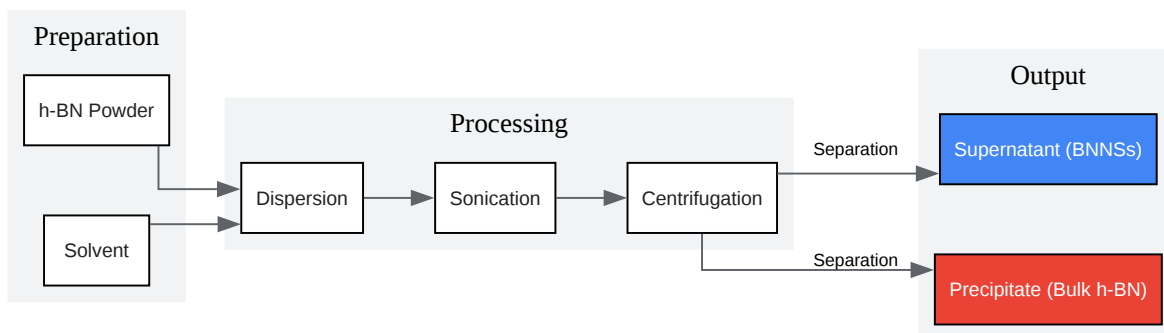 Preparation
h-BN Powder
Solvent
Processing
Dispersion
Sonication
Centrifugation
Separation
Separation
Output
Supernatant (BNNSs)
Precipitate (Bulk h-BN)